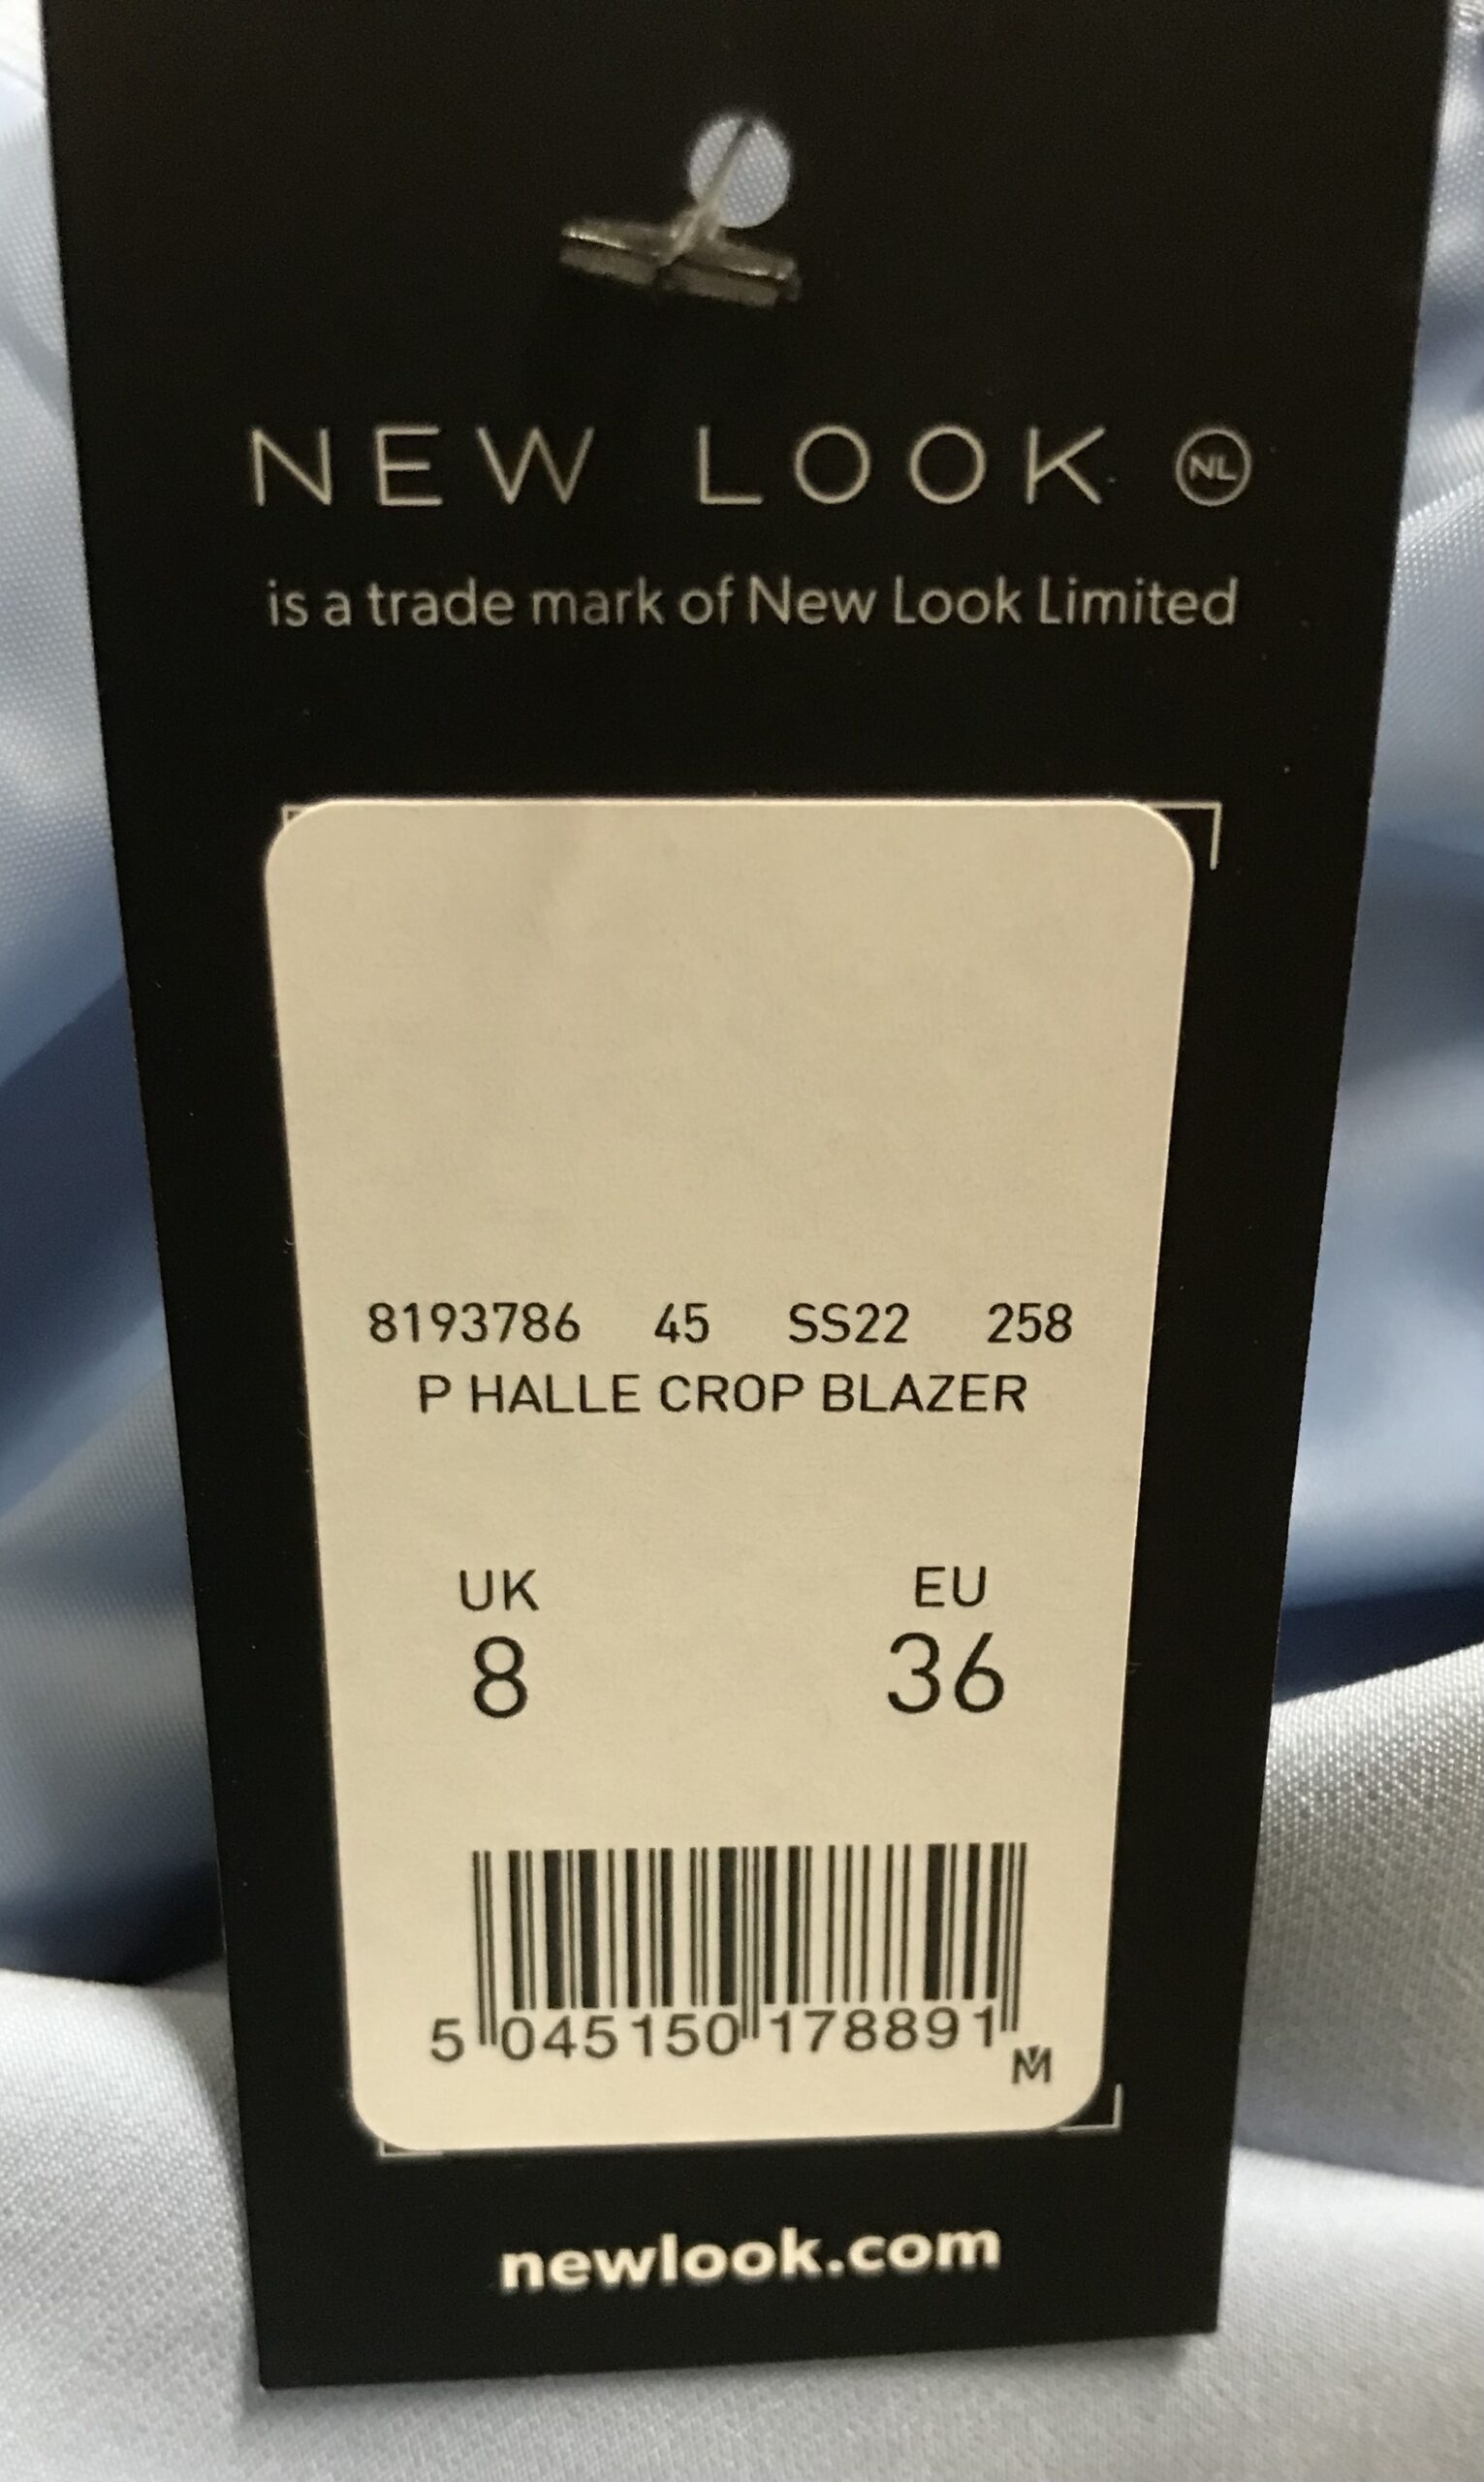 NEW LOOK NL
is a trade mark of New Look Limited
8193786 45 SS22 258
P HALLE CROP BLAZER
UK EU
8 36
5 045150 178891
M
newlook.com